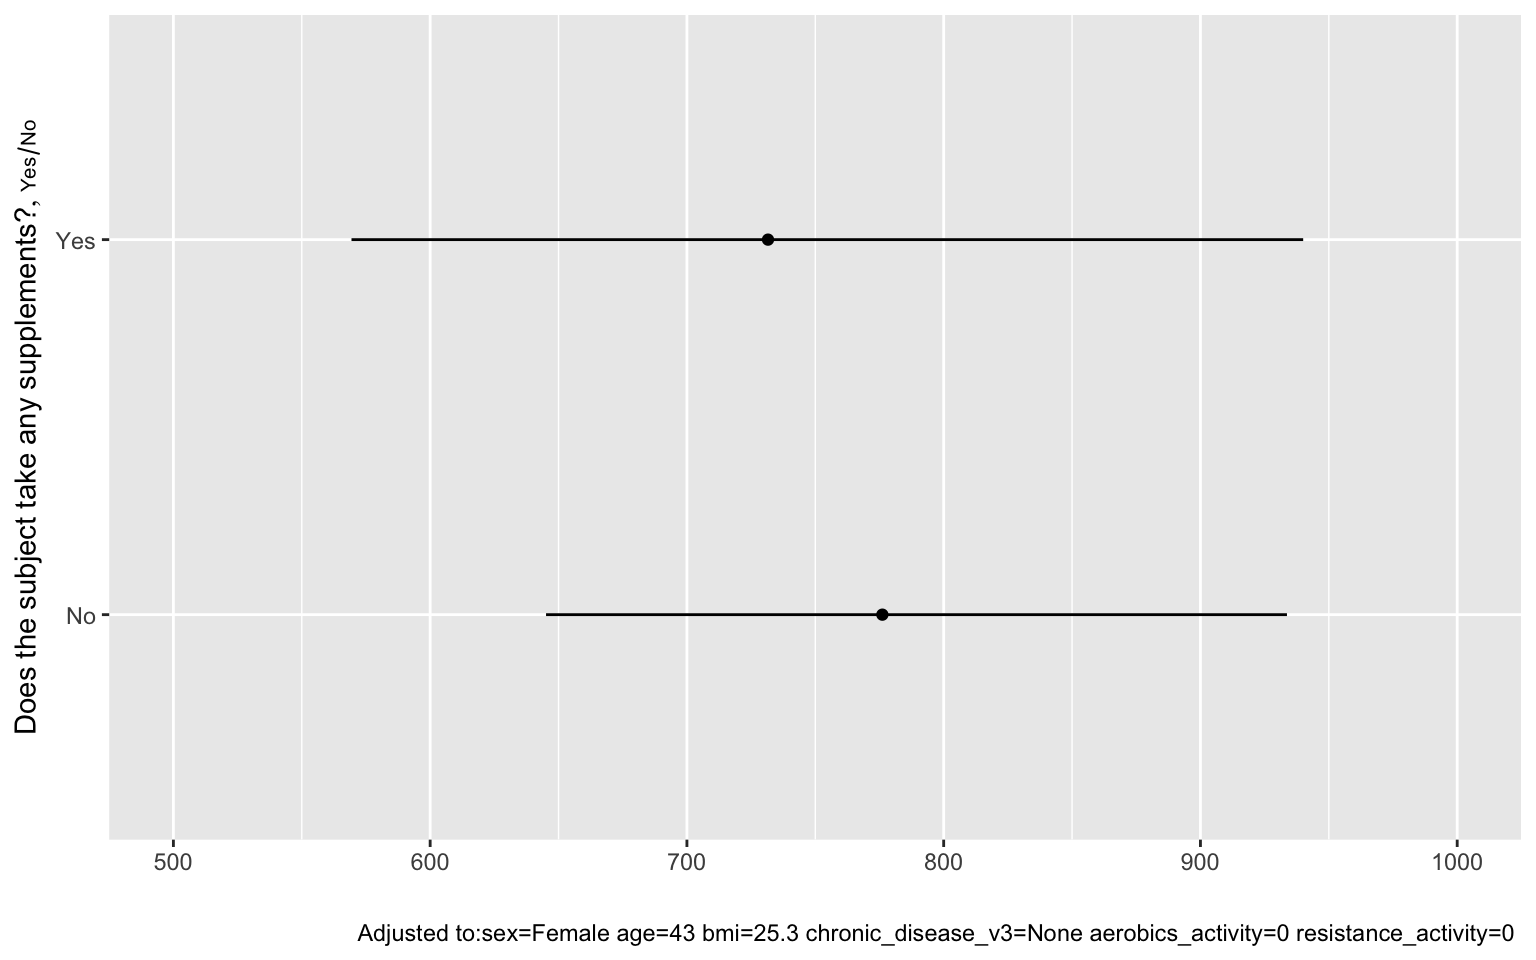 Does the subject take any supplements?, Yes/No
Yes
No
500 600 700 800 900 1000
Adjusted to:sex=Female age=43 bmi=25.3 chronic_disease_v3=None aerobics_activity=0 resistance_activity=0